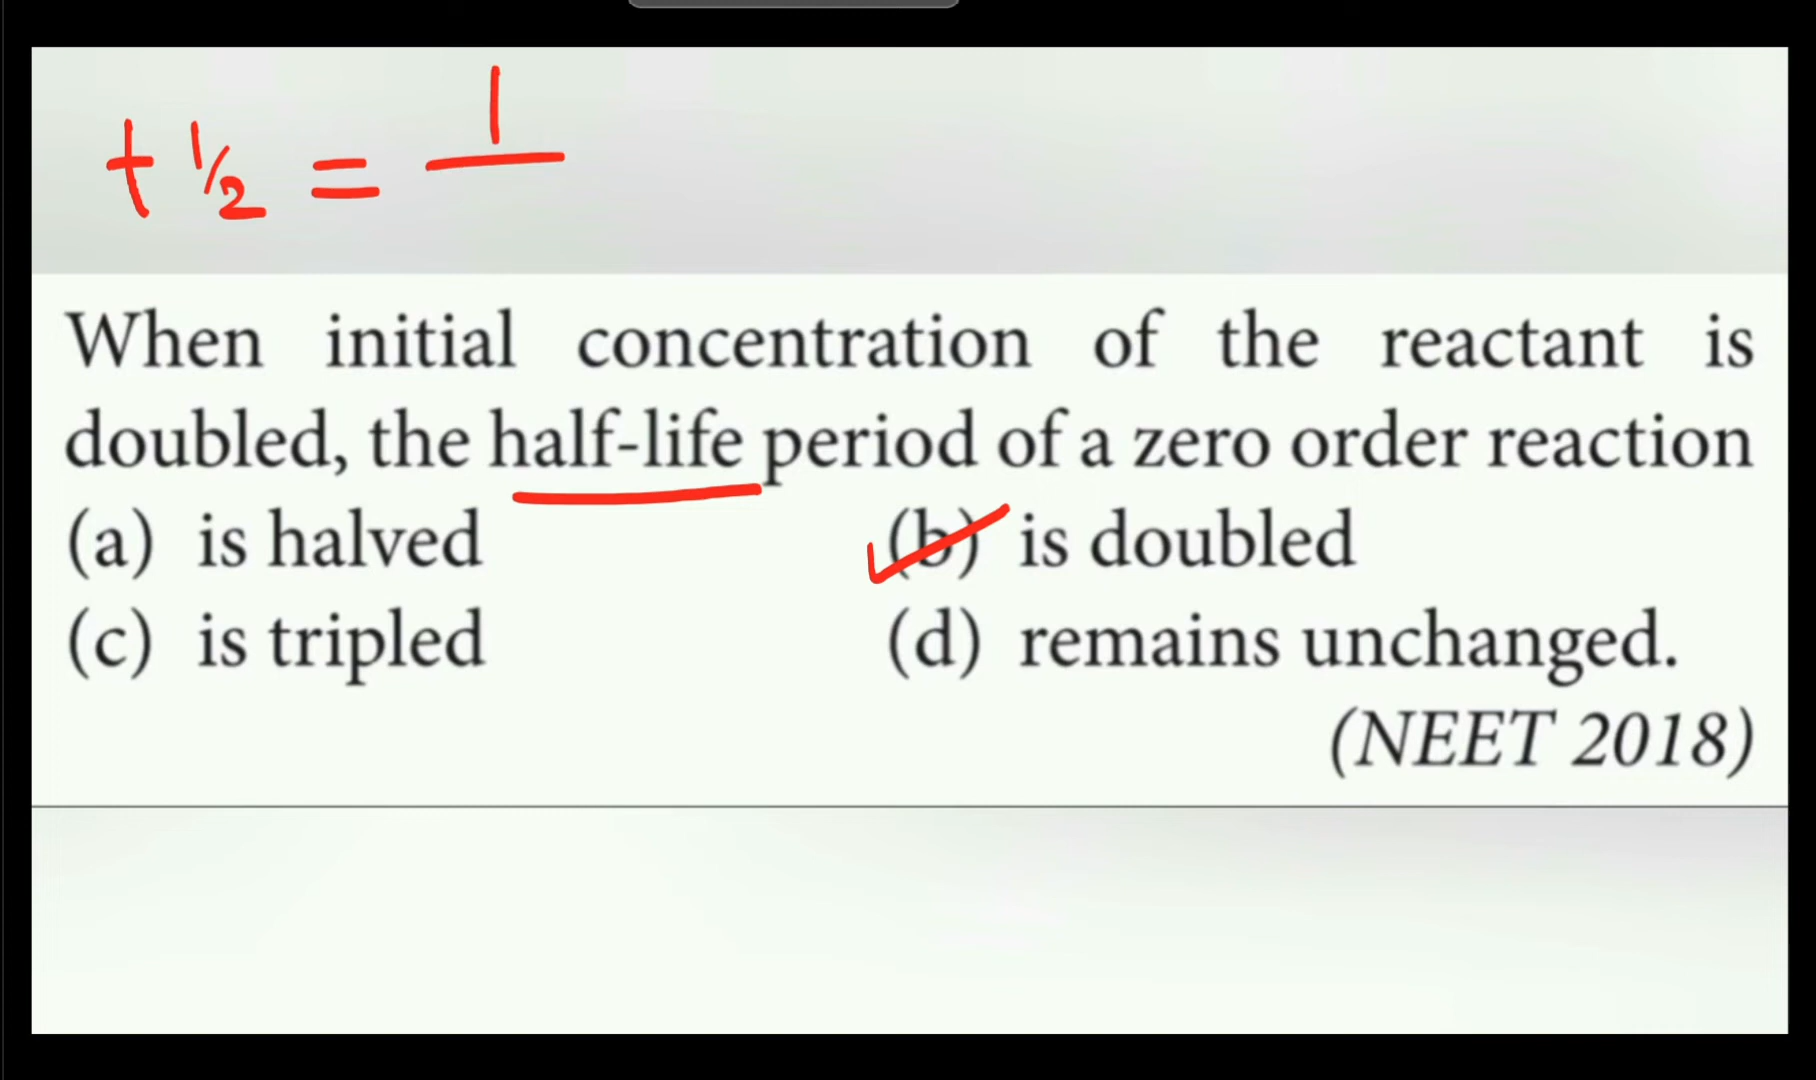 t 1/2 = 1
When initial concentration of the reactant is
doubled, the half-life period of a zero order reaction
(a) is halved (b) is doubled
(c) is tripled (d) remains unchanged.
(NEET 2018)